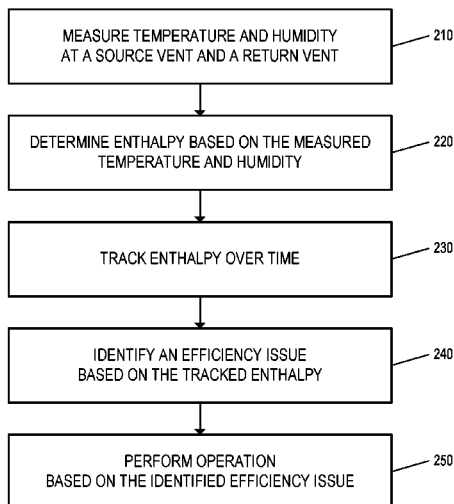 MEASURE TEMPERATURE AND HUMIDITY
AT A SOURCE VENT AND A RETURN VENT
210
DETERMINE ENTHALPY BASED ON THE MEASURED
TEMPERATURE AND HUMIDITY
220
TRACK ENTHALPY OVER TIME
230
IDENTIFY AN EFFICIENCY ISSUE
BASED ON THE TRACKED ENTHALPY
240
PERFORM OPERATION
BASED ON THE IDENTIFIED EFFICIENCY ISSUE
250